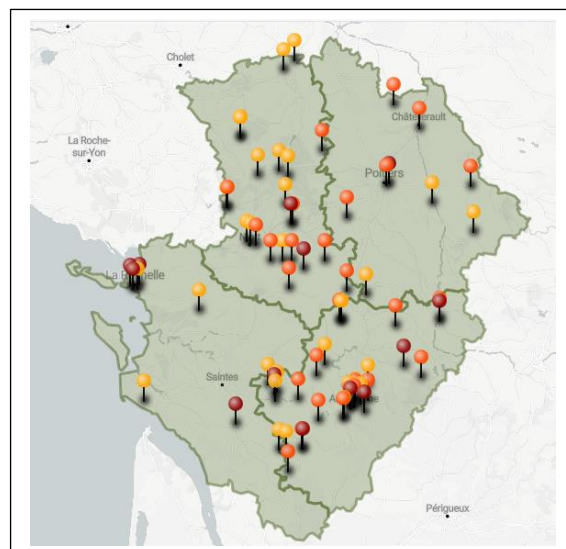 Cholet
Châtellerault
La Roche-
sur-Yon
Poitiers
La Rochelle
Saintes
Périgueux